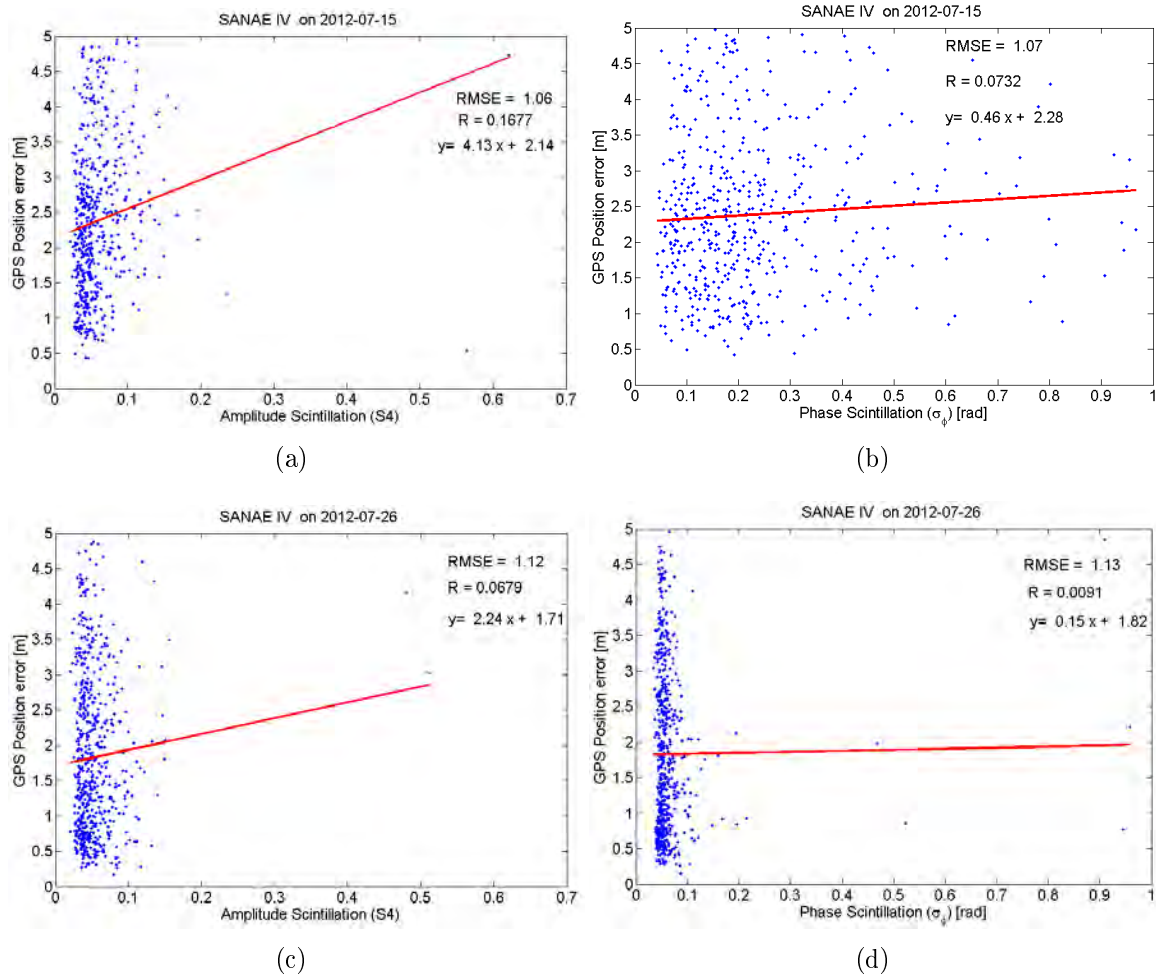 SANAE IV on 2012-07-15
5
4.5
4
3.5
3
2.5
2
1.5
1
0.5
0
GPS Position error [m]
RMSE = 1.06
R = 0.1677
y= 4.13 x + 2.14
0 0.1 0.2 0.3 0.4 0.5 0.6 0.7
Amplitude Scintillation (S4)
(a)
SANAE IV on 2012-07-15
5
4.5
4
3.5
3
2.5
2
1.5
1
0.5
0
GPS Position error [m]
RMSE = 1.07
R = 0.0732
y= 0.46 x + 2.28
0 0.1 0.2 0.3 0.4 0.5 0.6 0.7 0.8 0.9 1
Phase Scintillation (σϕ) [rad]
(b)
SANAE IV on 2012-07-26
5
4.5
4
3.5
3
2.5
2
1.5
1
0.5
0
GPS Position error [m]
RMSE = 1.12
R = 0.0679
y= 2.24 x + 1.71
0 0.1 0.2 0.3 0.4 0.5 0.6 0.7
Amplitude Scintillation (S4)
(c)
SANAE IV on 2012-07-26
5
4.5
4
3.5
3
2.5
2
1.5
1
0.5
0
GPS Position error [m]
RMSE = 1.13
R = 0.0091
y= 0.15 x + 1.82
0 0.1 0.2 0.3 0.4 0.5 0.6 0.7 0.8 0.9 1
Phase Scintillation (σϕ) [rad]
(d)